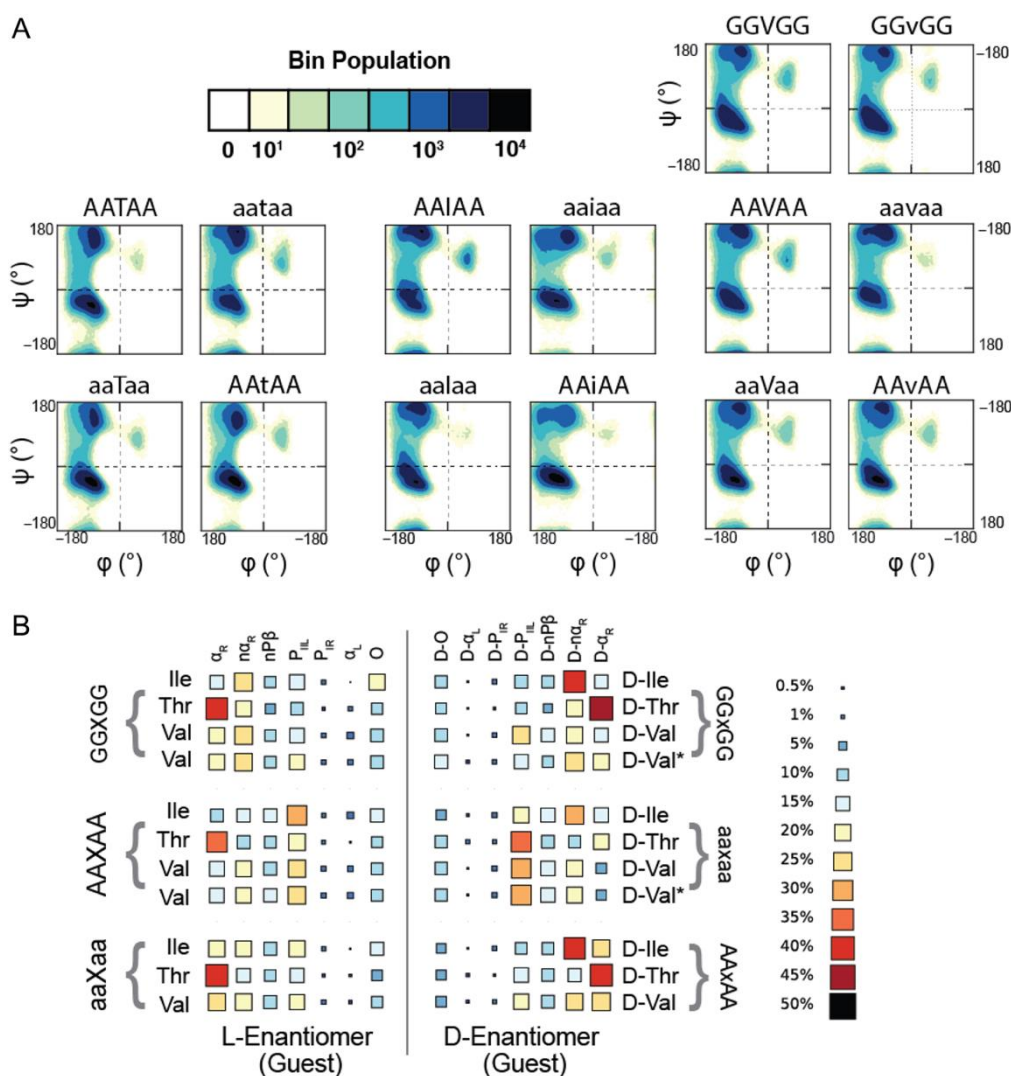 A
Bin Population
0 10¹ 10² 10³ 10⁴
GGVGG GGvGG
180 -180
ψ (°)
-180 180
AATAA aataa AAIAA aaiaa AAVAA aavaa
180 180 -180
ψ (°) ψ (°) ψ (°)
-180 -180 180
aaTaa AAtAA aaIaa AAiAA aaVaa AAvAA
180 180 -180
ψ (°) ψ (°) ψ (°)
-180 -180 180
-180 180 -180 -180 180 -180 -180 180 -180
φ (°) φ (°) φ (°) φ (°) φ (°) φ (°)
B
αR nαR nPβ PIIL PIR αL O
D-O D-αL D-PIR D-PIIL D-nPβ D-nαR D-αR
GGXGG
Ile D-Ile
Thr D-Thr
Val D-Val
Val D-Val*
GGxGG
AAXAA
Ile D-Ile
Thr D-Thr
Val D-Val
Val D-Val*
aaxaa
aaXaa
Ile D-Ile
Thr D-Thr
Val D-Val
AAxAA
L-Enantiomer
(Guest)
D-Enantiomer
(Guest)
0.5%
1%
5%
10%
15%
20%
25%
30%
35%
40%
45%
50%